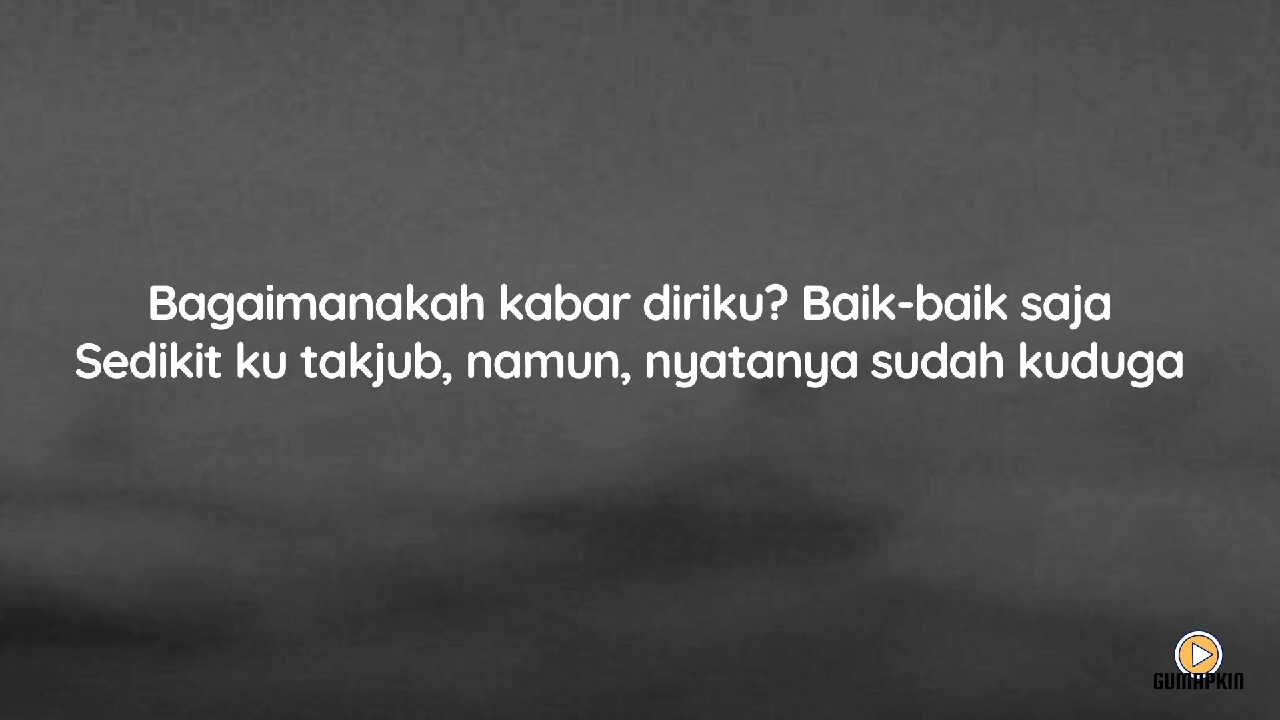 Bagaimanakah kabar diriku? Baik-baik saja
Sedikit ku takjub, namun, nyatanya sudah kuduga
GUMAPKIN